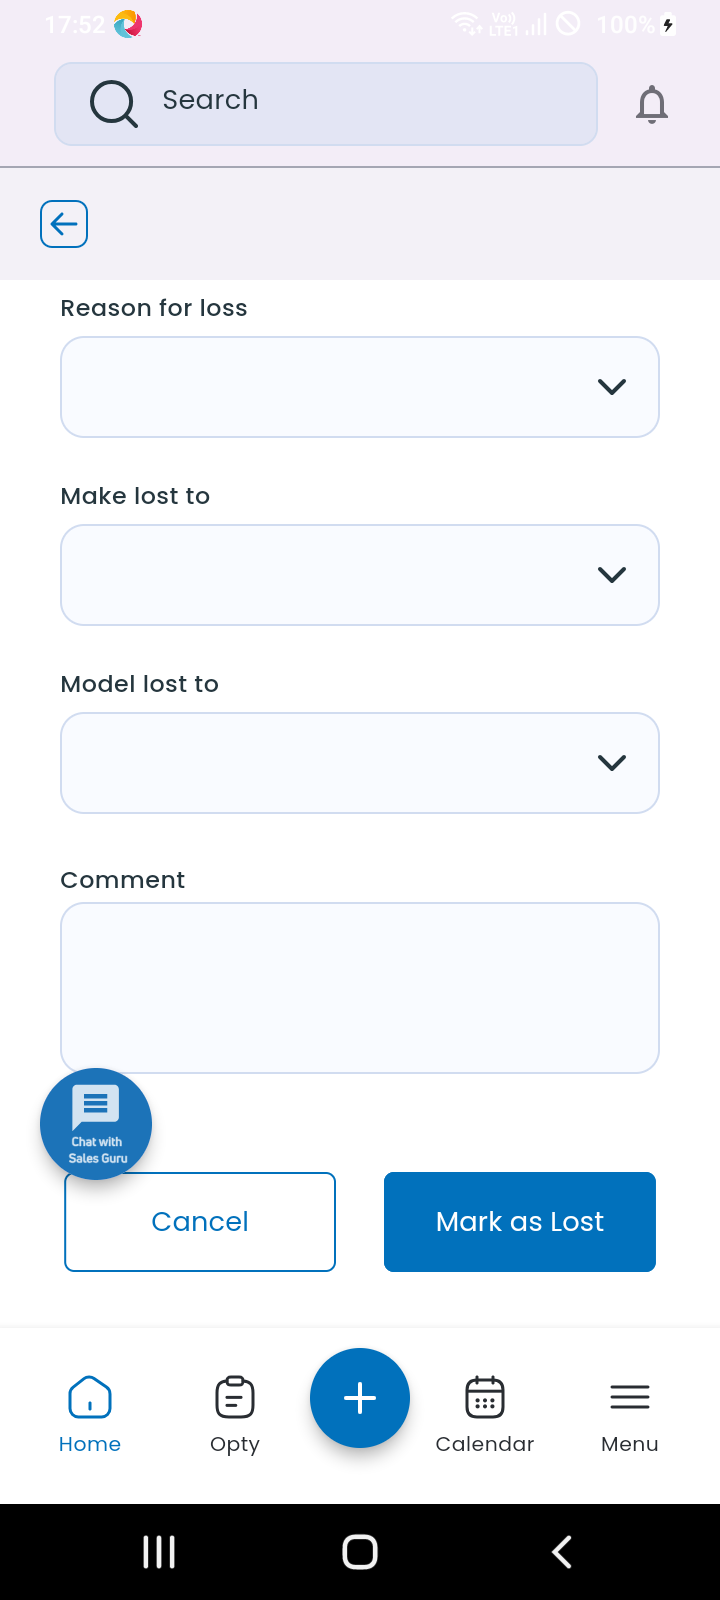 17:52
Vo))
LTE1
100%
Search
Reason for loss
Make lost to
Model lost to
Comment
Chat with
Sales Guru
Cancel
Mark as Lost
Home
Opty
Calendar
Menu